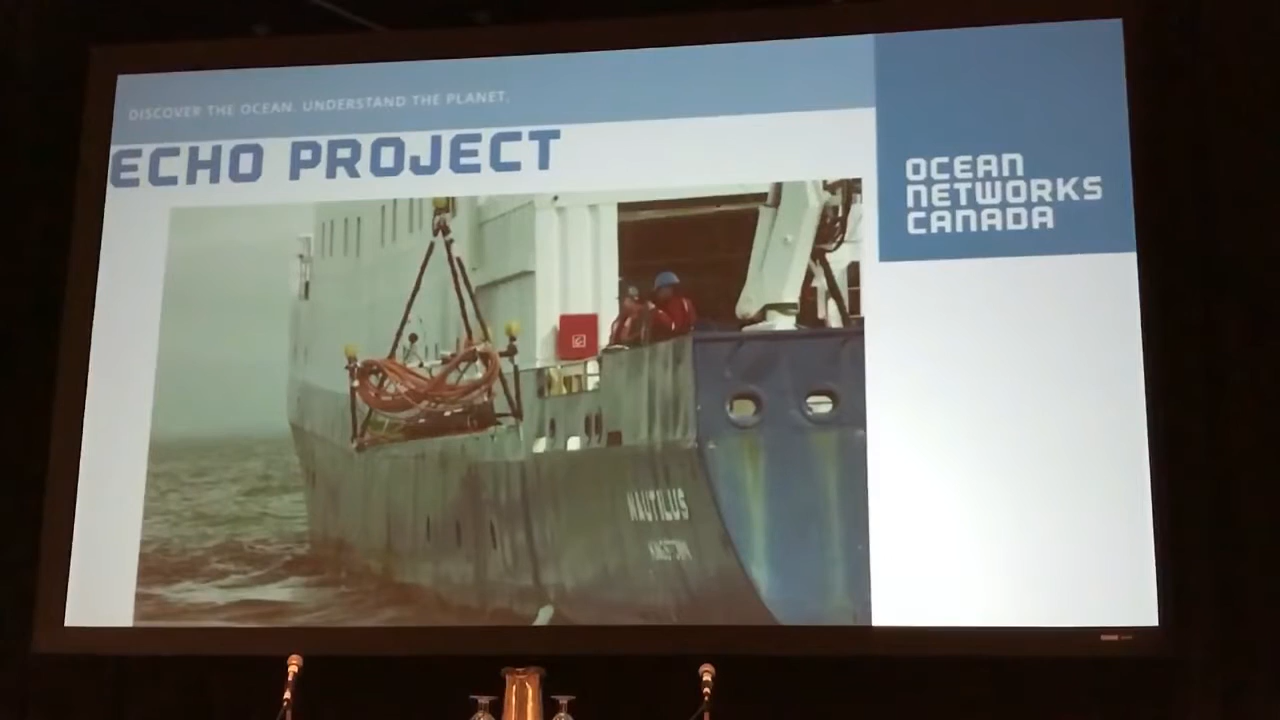 DISCOVER THE OCEAN. UNDERSTAND THE PLANET.
ECHO PROJECT
OCEAN
NETWORKS
CANADA
NAUTILUS